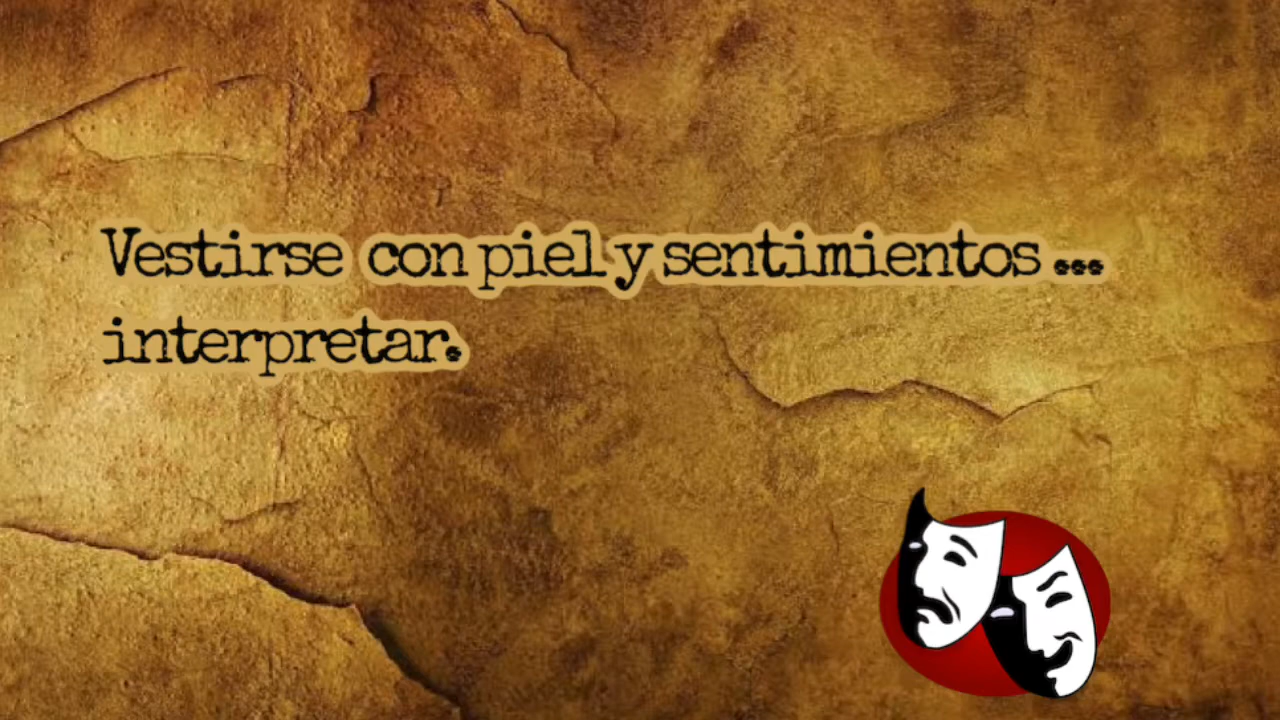 Vestirse con piel y sentimientos ...
interpretar.